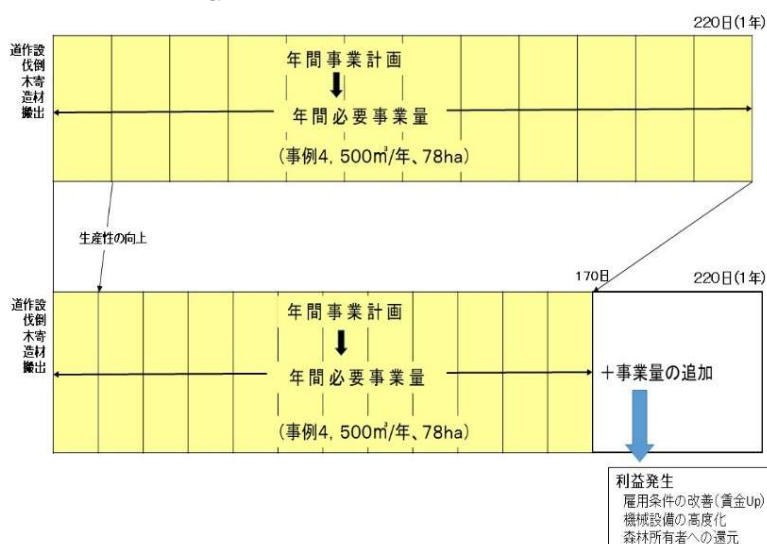 220日(1年)
道作設
伐倒
木寄
造材
搬出
年間事業計画
年間必要事業量
(事例4,500㎥/年、78ha)
生産性の向上
170日
220日(1年)
道作設
伐倒
木寄
造材
搬出
年間事業計画
年間必要事業量
+事業量の追加
(事例4,500㎥/年、78ha)
利益発生
雇用条件の改善(賃金Up)
機械設備の高度化
森林所有者への還元